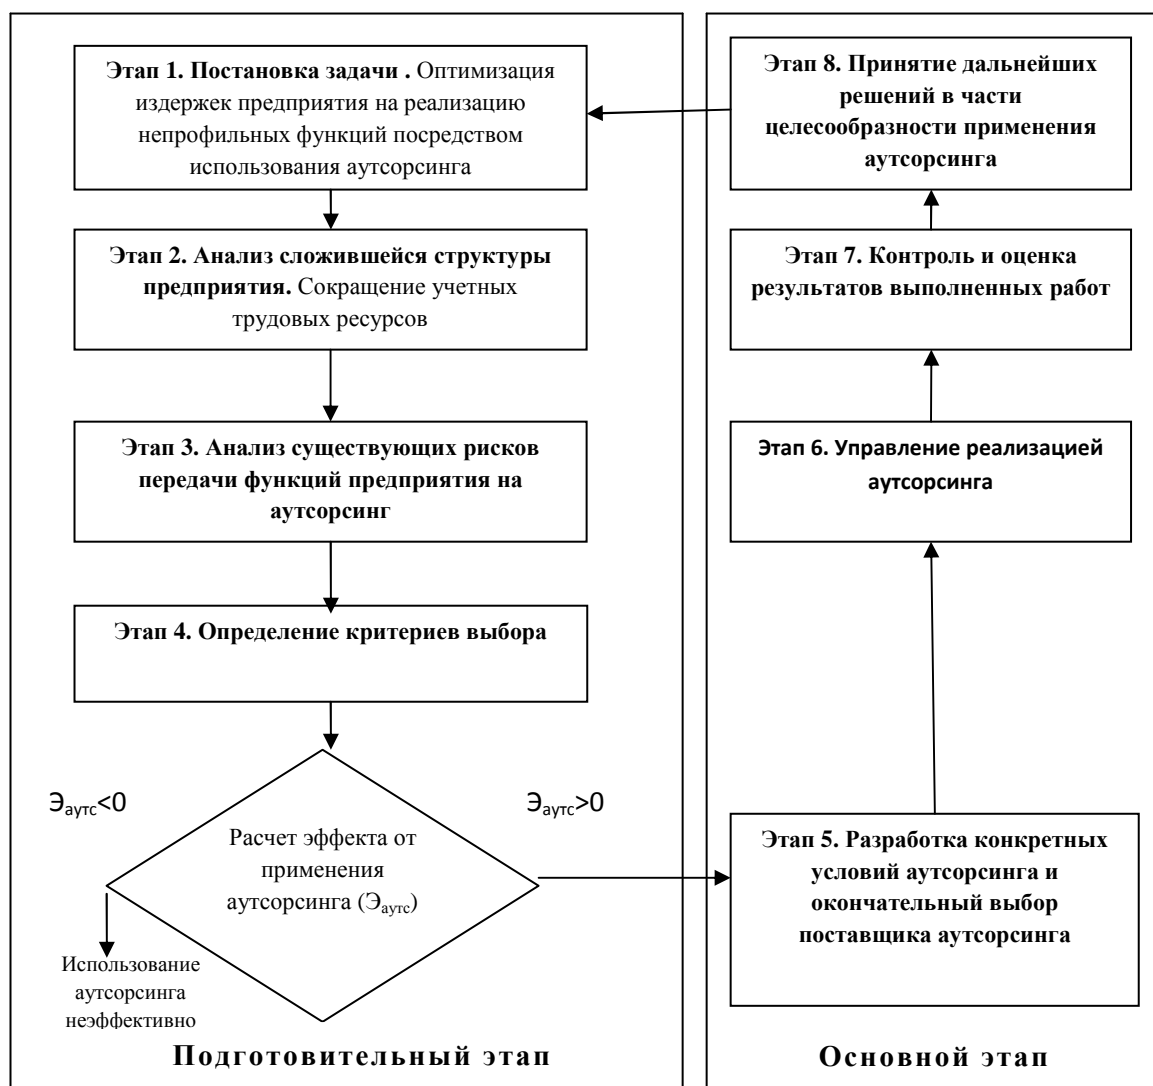 Этап 1. Постановка задачи . Оптимизация
издержек предприятия на реализацию
непрофильных функций посредством
использования аутсорсинга
Этап 2. Анализ сложившейся структуры
предприятия. Сокращение учетных
трудовых ресурсов
Этап 3. Анализ существующих рисков
передачи функций предприятия на
аутсорсинг
Этап 4. Определение критериев выбора
Эаутс<0
Эаутс>0
Расчет эффекта от
применения
аутсорсинга (Эаутс)
Использование
аутсорсинга
неэффективно
Подготовительный этап
Этап 8. Принятие дальнейших
решений в части
целесообразности применения
аутсорсинга
Этап 7. Контроль и оценка
результатов выполненных работ
Этап 6. Управление реализацией
аутсорсинга
Этап 5. Разработка конкретных
условий аутсорсинга и
окончательный выбор
поставщика аутсорсинга
Основной этап